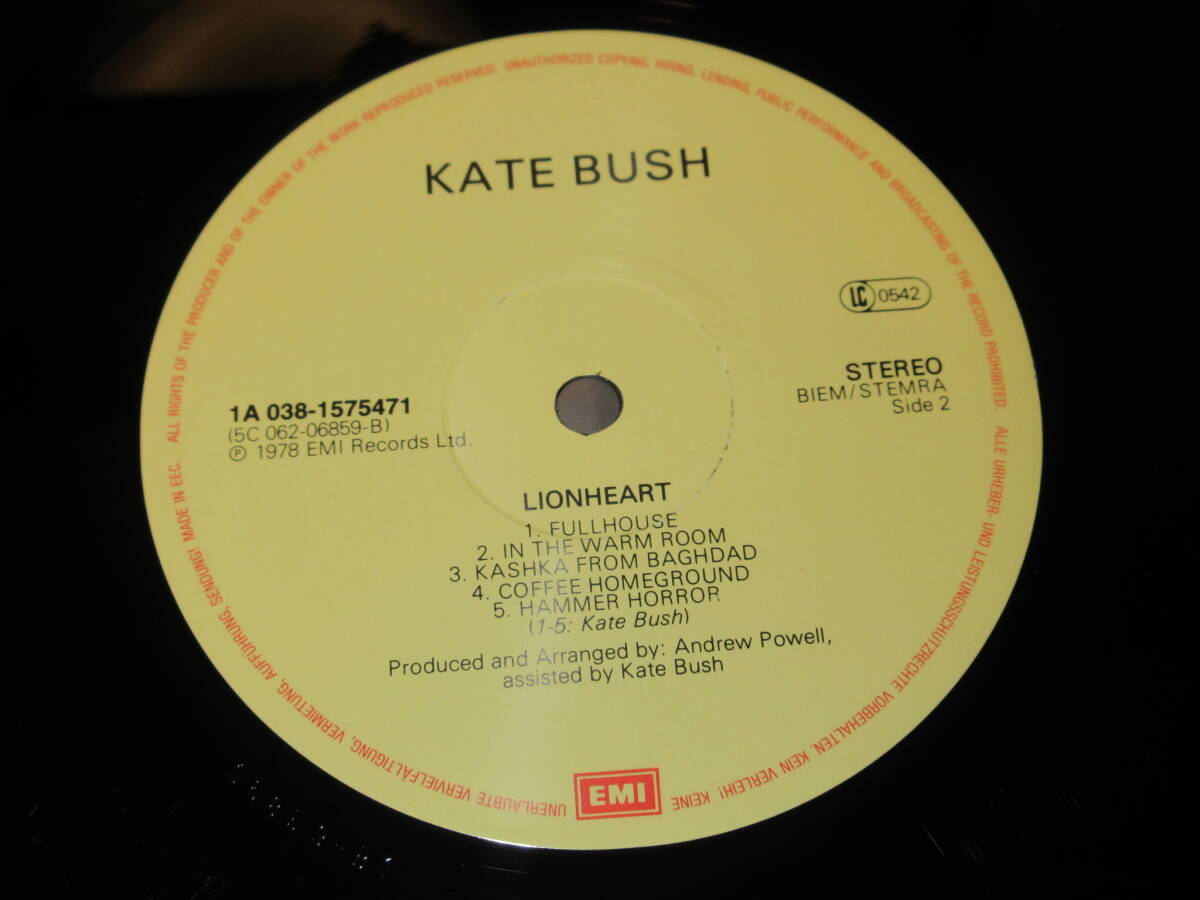 KATE BUSH
LC 0542
STEREO
BIEM/STEMRA
Side 2
1A 038-1575471
(5C 062-06859-B)
℗ 1978 EMI Records Ltd.
LIONHEART
1. FULLHOUSE
2. IN THE WARM ROOM
3. KASHKA FROM BAGHDAD
4. COFFEE HOMEGROUND
5. HAMMER HORROR
(1-5: Kate Bush)
Produced and Arranged by: Andrew Powell,
assisted by Kate Bush
EMI
ALL RIGHTS OF THE PRODUCER AND OF THE OWNER OF THE WORK REPRODUCED RESERVED. UNAUTHORIZED COPYING, HIRING, LENDING, PUBLIC PERFORMANCE AND BROADCASTING OF THE RECORD PROHIBITED. ALLE URHEBER- UND LEISTUNGSSCHUTZRECHTE VORBEHALTEN. KEIN VERLEIH! KEINE UNERLAUBTE VERVIELFÄLTIGUNG, VERMIETUNG, AUFFÜHRUNG, SENDUNG! MADE IN EEC.